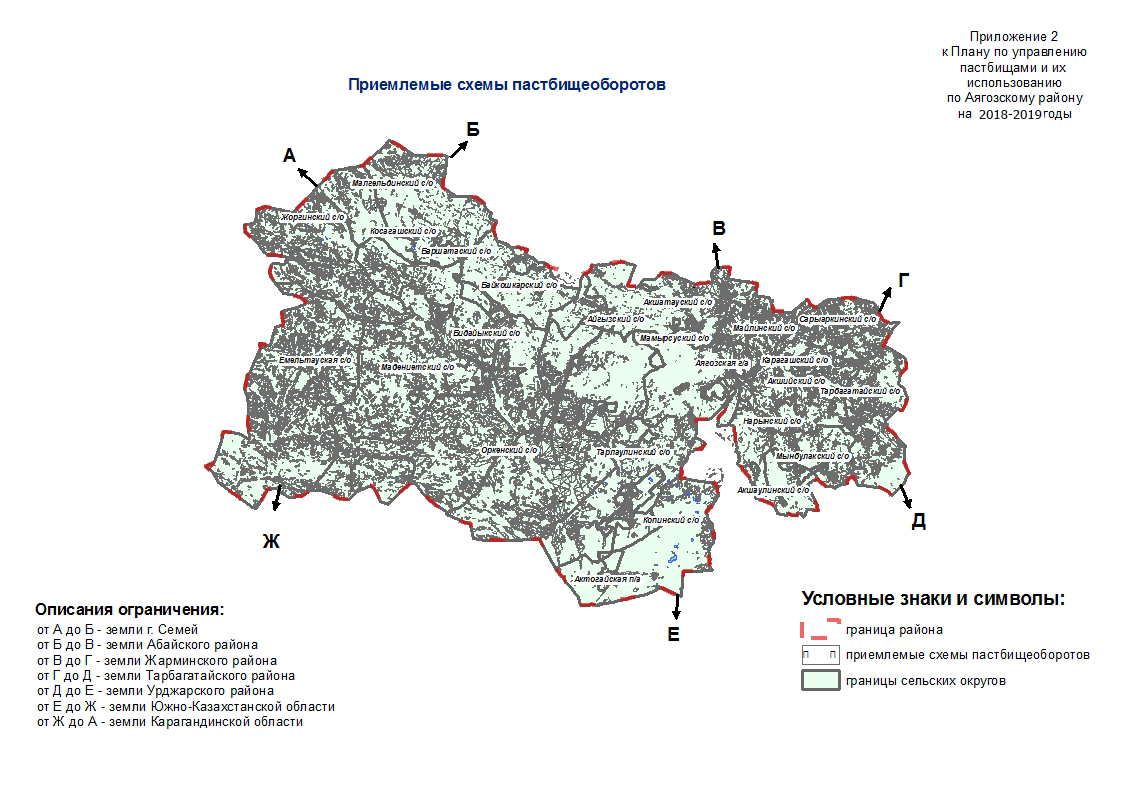 Приложение 2
к Плану по управлению
пастбищами и их
использованию
по Аягозскому району
на 2018-2019годы
Приемлемые схемы пастбищеоборотов
Б
А
Малгельбинский с/о
Жоргинский с/о
Косагашский с/о
В
Баршатаский с/о
Г
Байкошкарский с/о
Акшатауский с/о
Айгызский с/о
Сарыаркинский с/о
Майлинский с/о
Бибайыкский с/о
Мамырсуский с/о
Емельтауская с/о
Мадениетский с/о
Аягозская г/а
Карагашский с/о
Акшийский с/о
Тарбагатайский с/о
Нарынский с/о
Оркенский с/о
Тарлаулинский с/о
Мынбулакский с/о
Акшаулинский с/о
Копинский с/о
Д
Ж
Актогайская п/а
Е
Описания ограничения:
от А до Б - земли г. Семей
от Б до В - земли Абайского района
от В до Г - земли Жарминского района
от Г до Д - земли Тарбагатайского района
от Д до Е - земли Урджарского района
от Е до Ж - земли Южно-Казахстанской области
от Ж до А - земли Карагандинской области
Условные знаки и символы:
граница района
П П приемлемые схемы пастбищеоборотов
границы сельских округов